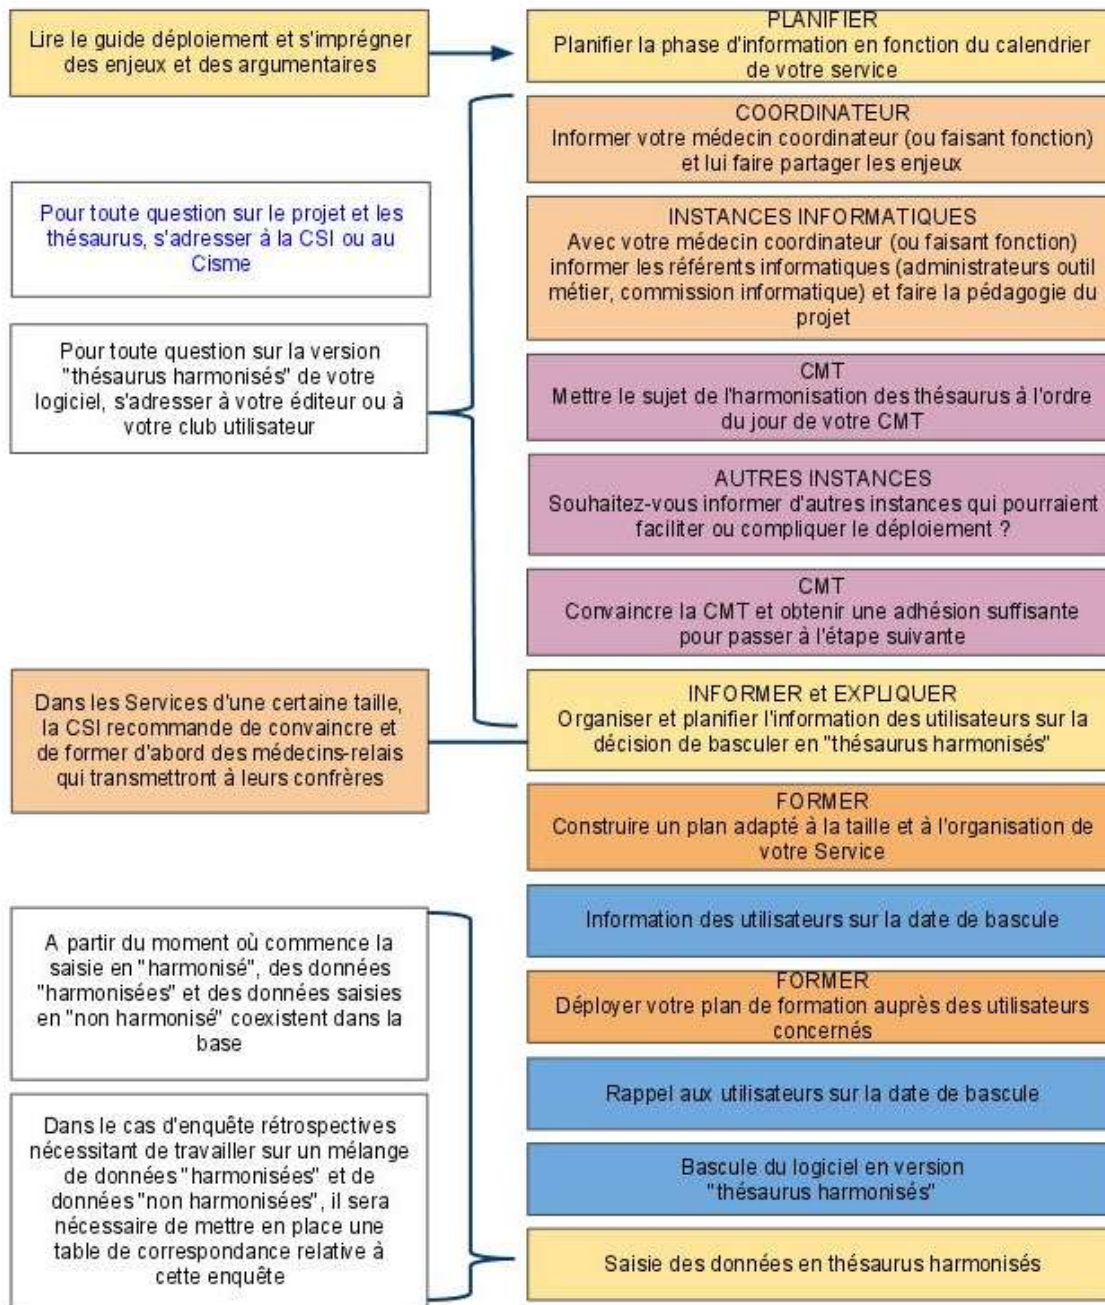 Lire le guide déploiement et s'imprégner
des enjeux et des argumentaires
PLANIFIER
Planifier la phase d'information en fonction du calendrier
de votre service
COORDINATEUR
Informer votre médecin coordinateur (ou faisant fonction)
et lui faire partager les enjeux
Pour toute question sur le projet et les
thésaurus, s'adresser à la CSI ou au
Cisme
INSTANCES INFORMATIQUES
Avec votre médecin coordinateur (ou faisant fonction)
informer les référents informatiques (administrateurs outil
métier, commission informatique) et faire la pédagogie du
projet
Pour toute question sur la version
"thésaurus harmonisés" de votre
logiciel, s'adresser à votre éditeur ou à
votre club utilisateur
CMT
Mettre le sujet de l'harmonisation des thésaurus à l'ordre
du jour de votre CMT
AUTRES INSTANCES
Souhaitez-vous informer d'autres instances qui pourraient
faciliter ou compliquer le déploiement ?
CMT
Convaincre la CMT et obtenir une adhésion suffisante
pour passer à l'étape suivante
Dans les Services d'une certaine taille,
la CSI recommande de convaincre et
de former d'abord des médecins-relais
qui transmettront à leurs confrères
INFORMER et EXPLIQUER
Organiser et planifier l'information des utilisateurs sur la
décision de basculer en "thésaurus harmonisés"
FORMER
Construire un plan adapté à la taille et à l'organisation de
votre Service
Information des utilisateurs sur la date de bascule
A partir du moment où commence la
saisie en "harmonisé", des données
"harmonisées" et des données saisies
en "non harmonisé" coexistent dans la
base
FORMER
Déployer votre plan de formation auprès des utilisateurs
concernés
Rappel aux utilisateurs sur la date de bascule
Dans le cas d'enquête rétrospectives
nécessitant de travailler sur un mélange
de données "harmonisées" et de
données "non harmonisées", il sera
nécessaire de mettre en place une
table de correspondance relative à
cette enquête
Bascule du logiciel en version
"thésaurus harmonisés"
Saisie des données en thésaurus harmonisés